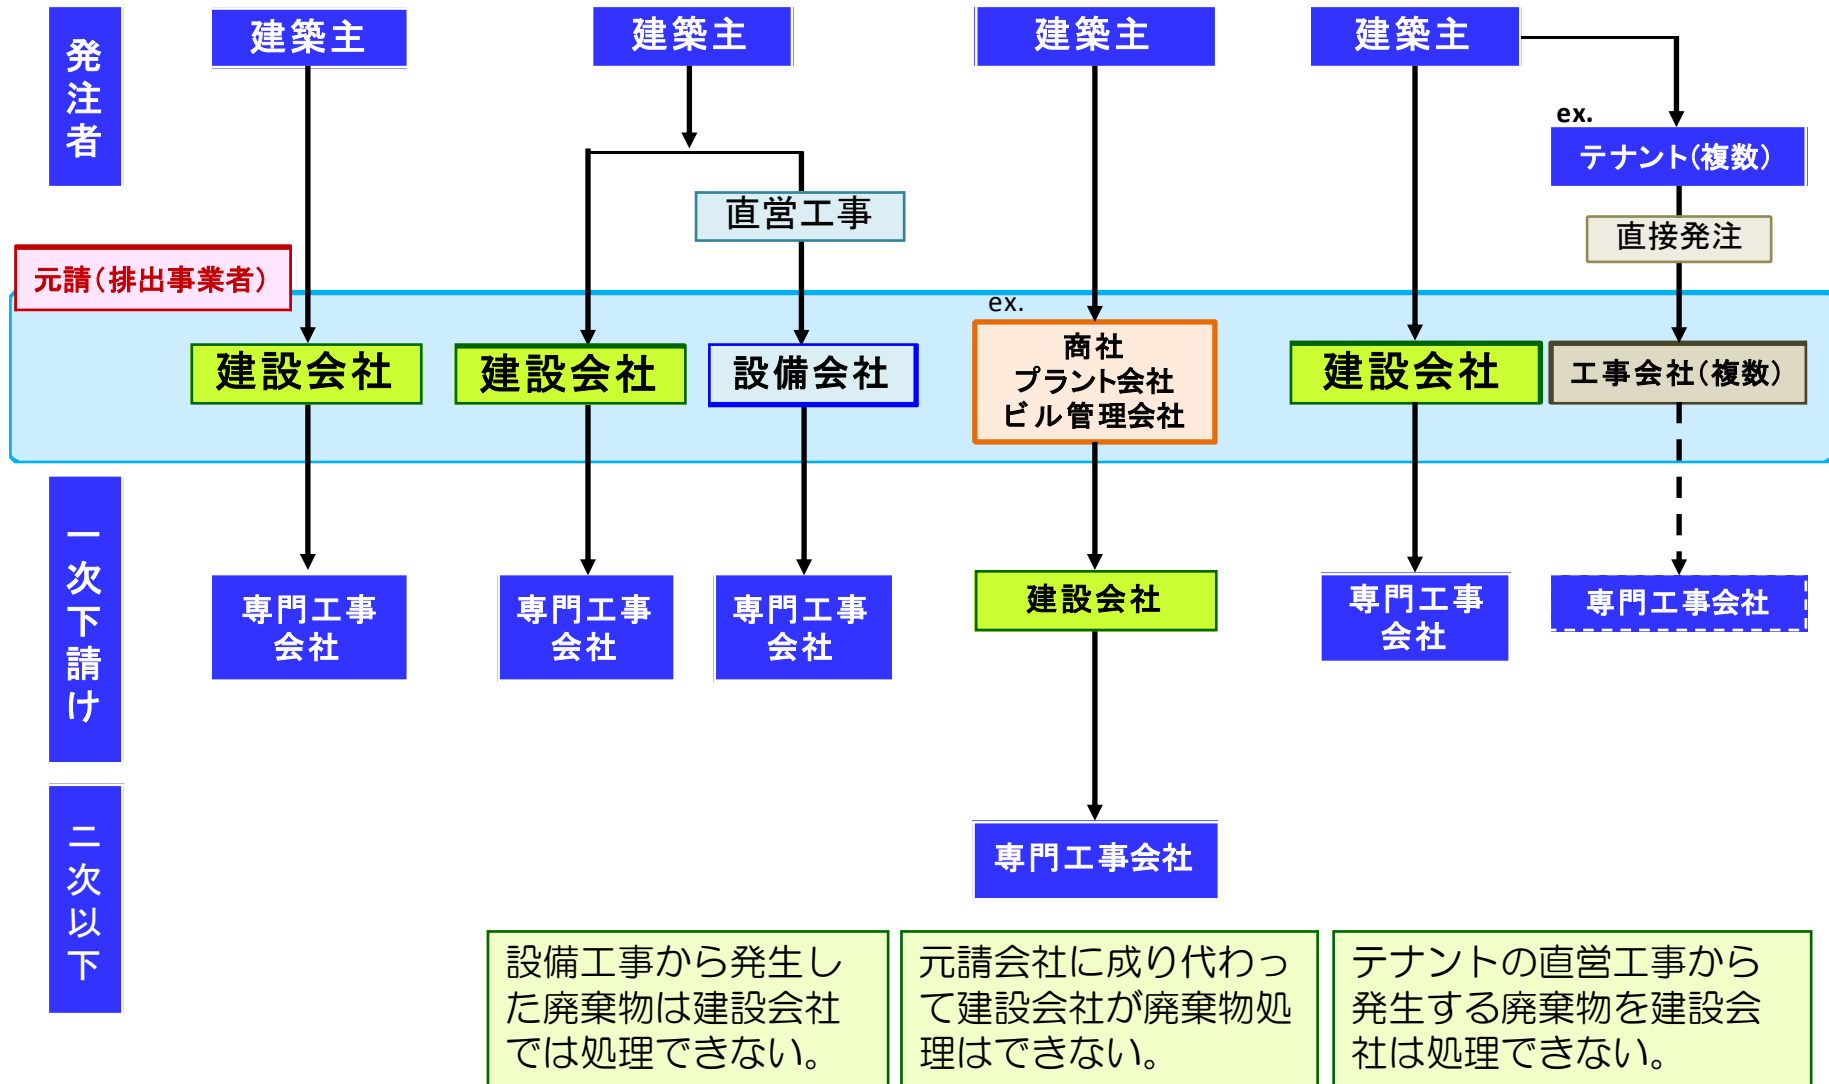 発注者
建築主
建築主
建築主
建築主
ex.
テナント(複数)
直営工事
直接発注
元請(排出事業者)
ex.
建設会社
建設会社
設備会社
商社
プラント会社
ビル管理会社
建設会社
工事会社(複数)
一次下請け
専門工事
会社
専門工事
会社
専門工事
会社
建設会社
専門工事
会社
専門工事会社
二次以下
専門工事会社
設備工事から発生し
た廃棄物は建設会社
では処理できない。
元請会社に成り代わっ
て建設会社が廃棄物処
理はできない。
テナントの直営工事から
発生する廃棄物を建設会
社は処理できない。